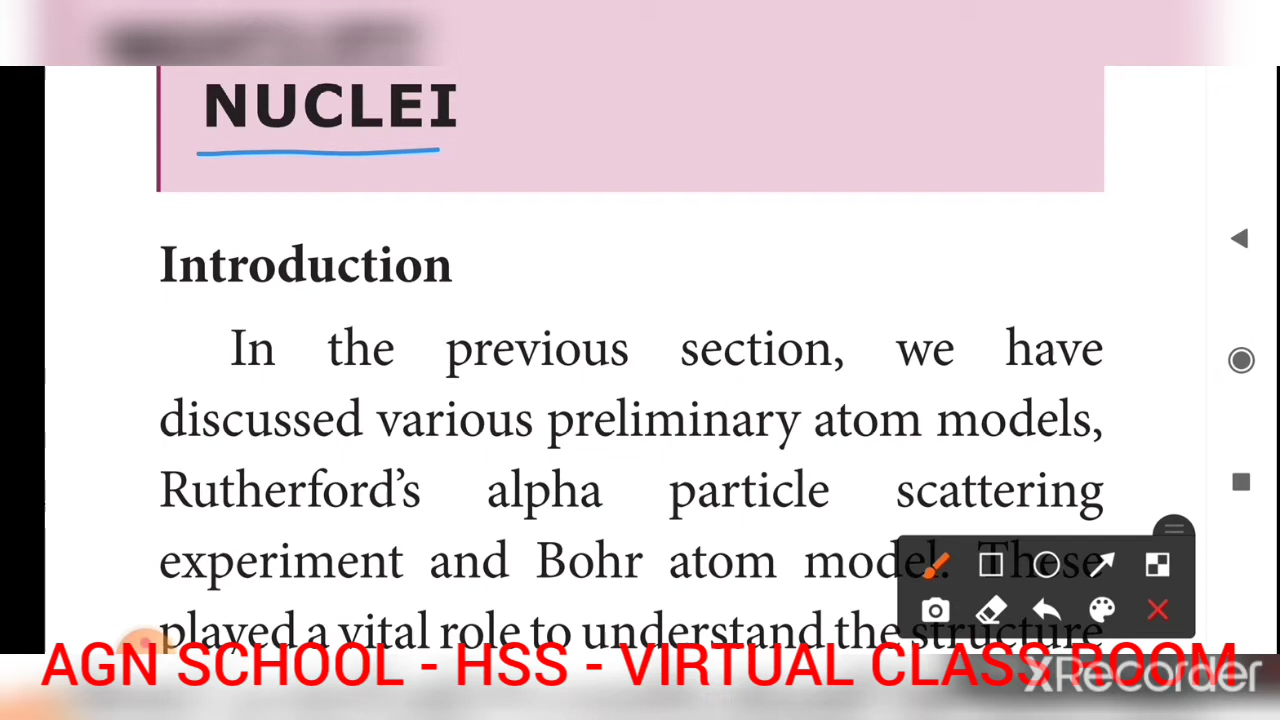 NUCLEI
Introduction
In the previous section, we have
discussed various preliminary atom models,
Rutherford's alpha particle scattering
experiment and Bohr atom model. These
played a vital role to understand the structure
AGN SCHOOL - HSS - VIRTUAL CLASS ROOM
XRecorder